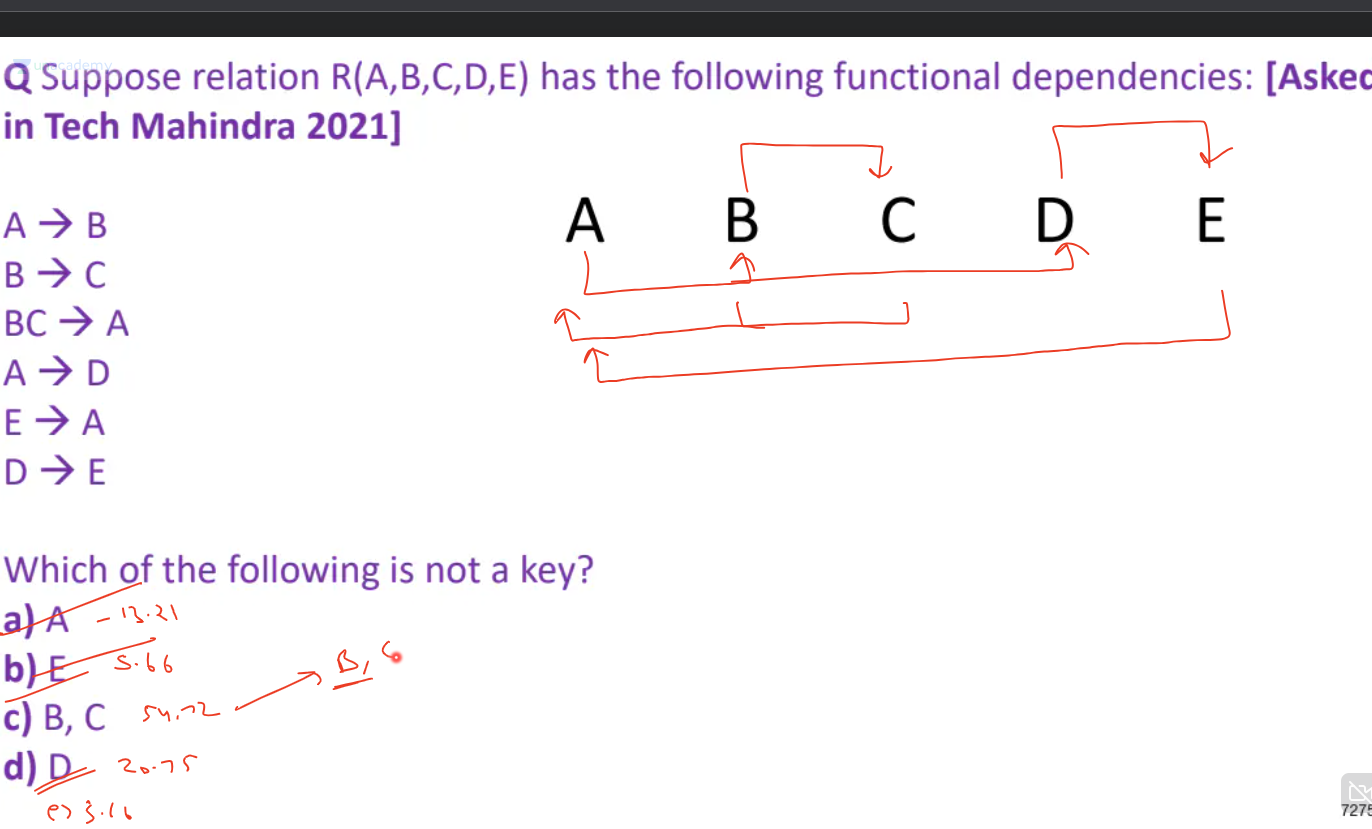 Q Suppose relation R(A,B,C,D,E) has the following functional dependencies: [Asked
in Tech Mahindra 2021]
A B C D E
A → B
B → C
BC → A
A → D
E → A
D → E
Which of the following is not a key?
a) A - 13.21
b) E 5.66
B, C
c) B, C 54.72
d) D 20.75
e) 3.16
7275